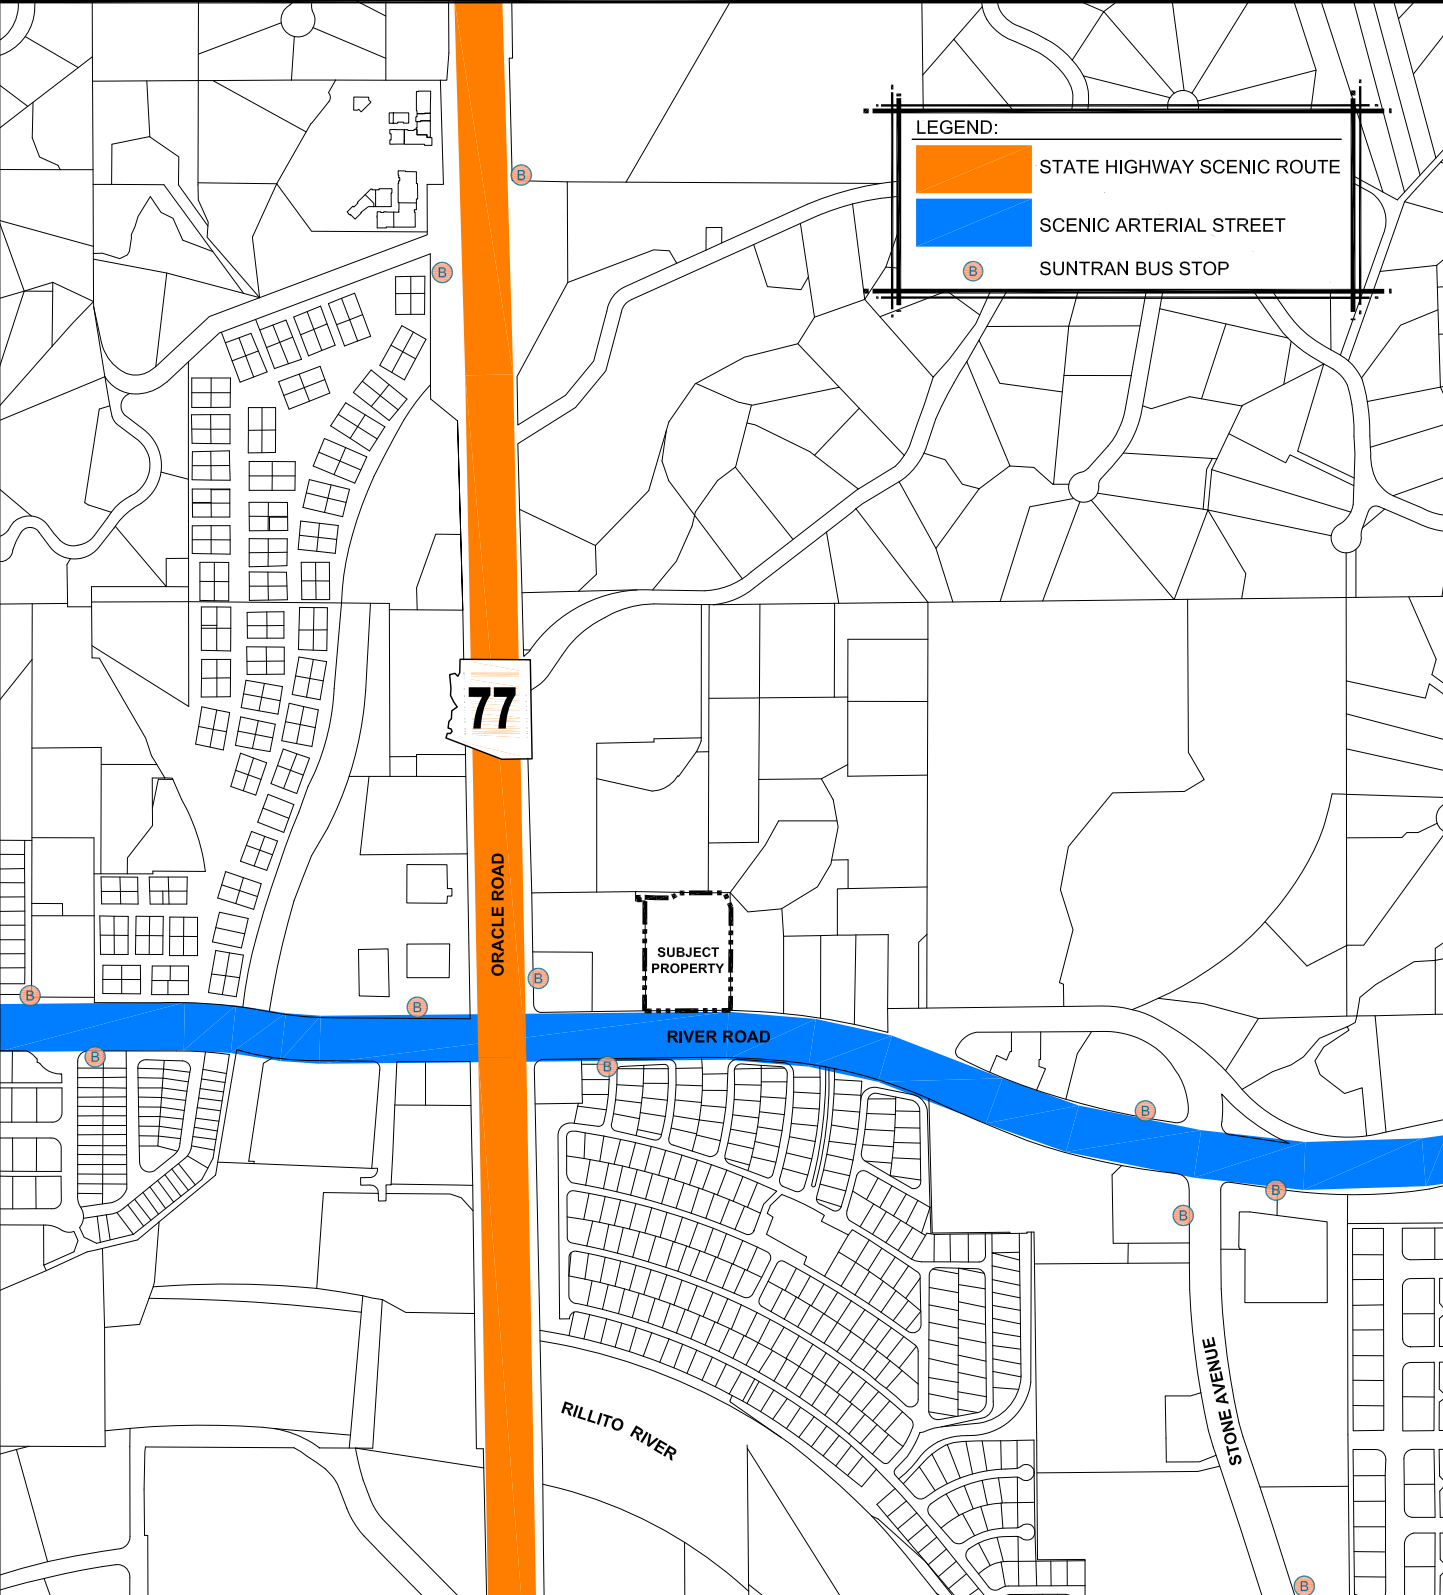 LEGEND:
STATE HIGHWAY SCENIC ROUTE
SCENIC ARTERIAL STREET
B SUNTRAN BUS STOP
B
B
77
ORACLE ROAD
SUBJECT
PROPERTY
B
B
B
RIVER ROAD
B
B
B
B
B
STONE AVENUE
RILLITO RIVER
B